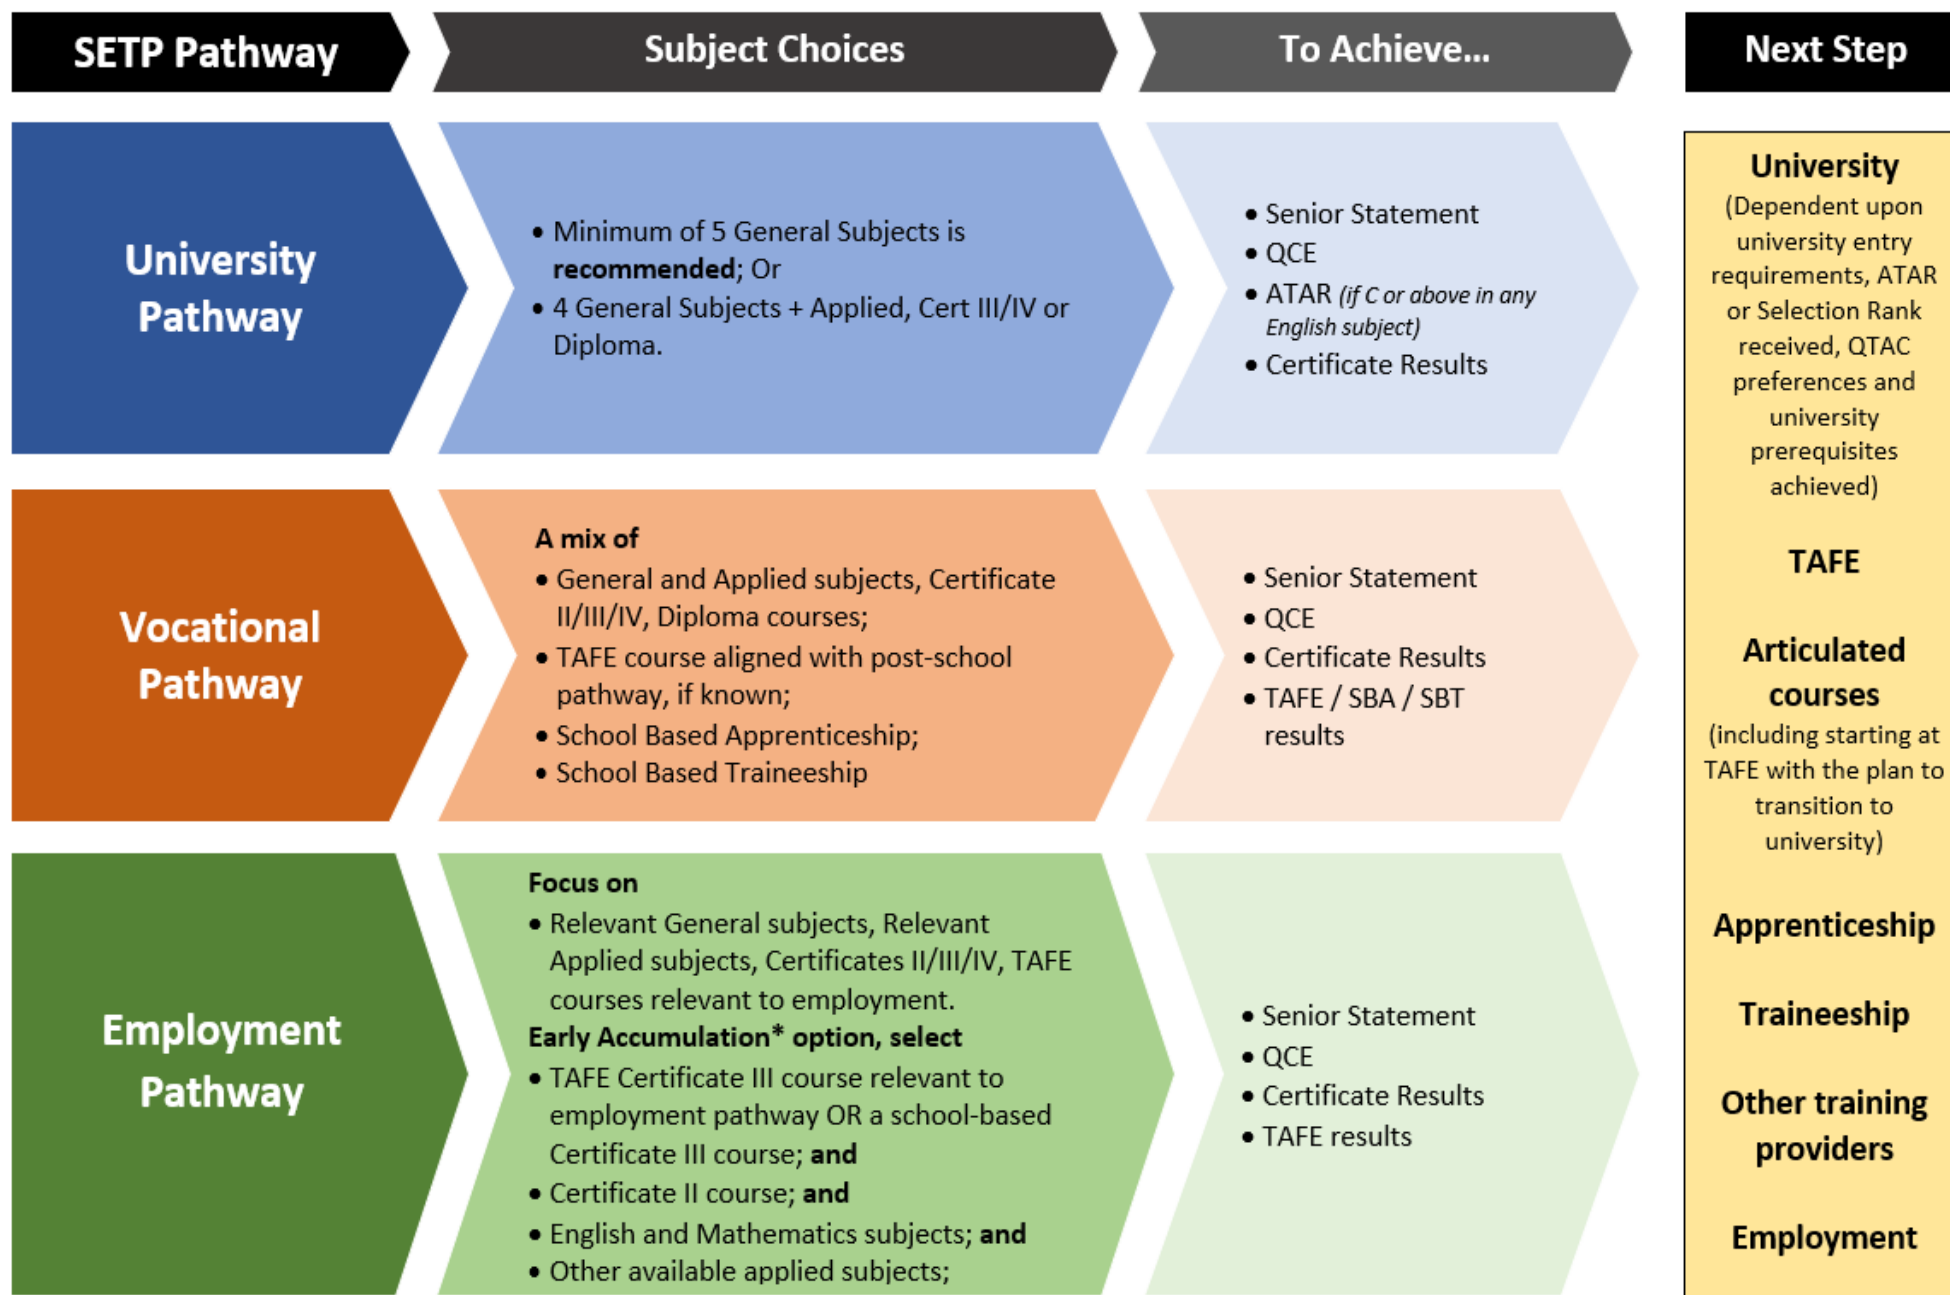 SETP Pathway
Subject Choices
To Achieve...
Next Step
University
Pathway
• Minimum of 5 General Subjects is
recommended; Or
• 4 General Subjects + Applied, Cert III/IV or
Diploma.
• Senior Statement
• QCE
• ATAR (if C or above in any
English subject)
• Certificate Results
Vocational
Pathway
A mix of
• General and Applied subjects, Certificate
II/III/IV, Diploma courses;
• TAFE course aligned with post-school
pathway, if known;
• School Based Apprenticeship;
• School Based Traineeship
• Senior Statement
• QCE
• Certificate Results
• TAFE / SBA / SBT
results
Employment
Pathway
Focus on
• Relevant General subjects, Relevant
Applied subjects, Certificates II/III/IV, TAFE
courses relevant to employment.
Early Accumulation* option, select
• TAFE Certificate III course relevant to
employment pathway OR a school-based
Certificate III course; and
• Certificate II course; and
• English and Mathematics subjects; and
• Other available applied subjects;
• Senior Statement
• QCE
• Certificate Results
• TAFE results
University
(Dependent upon
university entry
requirements, ATAR
or Selection Rank
received, QTAC
preferences and
university
prerequisites
achieved)
TAFE
Articulated
courses
(including starting at
TAFE with the plan to
transition to
university)
Apprenticeship
Traineeship
Other training
providers
Employment